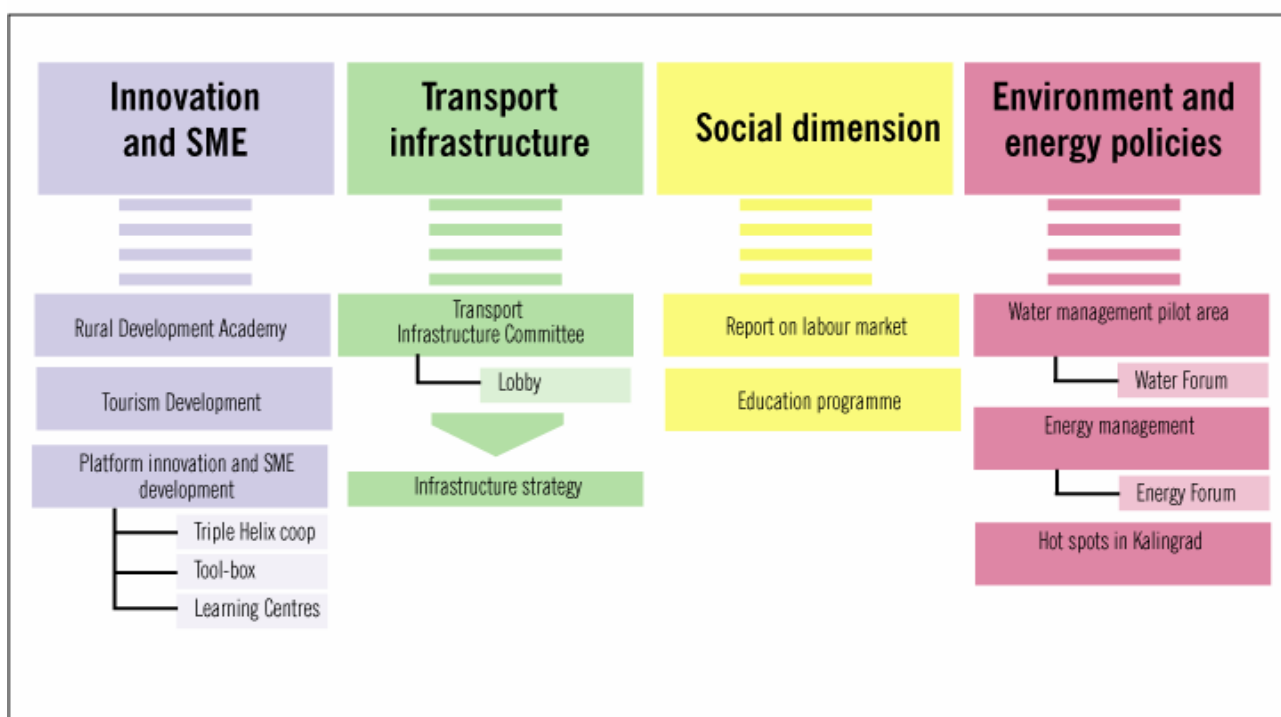 Innovation
and SME
Rural Development Academy
Tourism Development
Platform innovation and SME
development
Triple Helix coop
Tool-box
Learning Centres
Transport
infrastructure
Transport
Infrastructure Committee
Lobby
Infrastructure strategy
Social dimension
Report on labour market
Education programme
Environment and
energy policies
Water management pilot area
Water Forum
Energy management
Energy Forum
Hot spots in Kalingrad